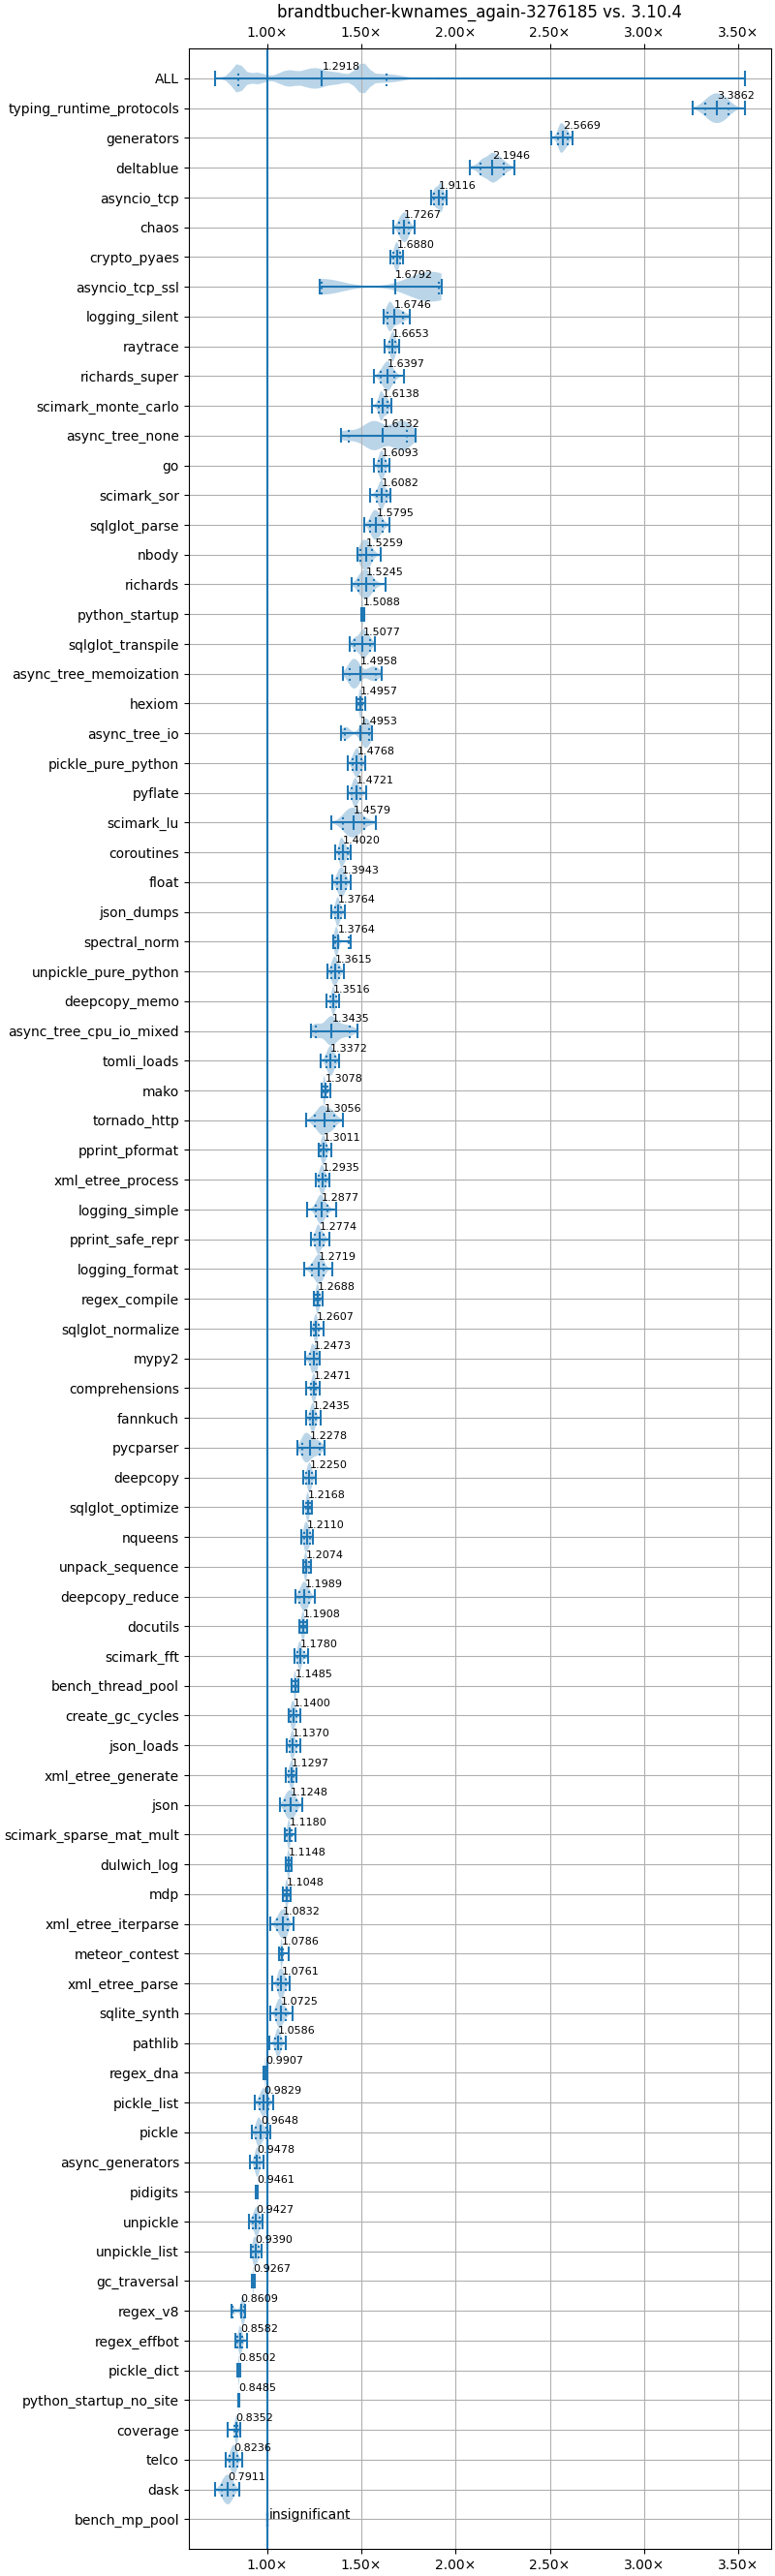 brandtbucher-kwnames_again-3276185 vs. 3.10.4
1.00× 1.50× 2.00× 2.50× 3.00× 3.50×
ALL 1.2918
typing_runtime_protocols 3.3862
generators 2.5669
deltablue 2.1946
asyncio_tcp 1.9116
chaos 1.7267
crypto_pyaes 1.6880
asyncio_tcp_ssl 1.6792
logging_silent 1.6746
raytrace 1.6653
richards_super 1.6397
scimark_monte_carlo 1.6138
async_tree_none 1.6132
go 1.6093
scimark_sor 1.6082
sqlglot_parse 1.5795
nbody 1.5259
richards 1.5245
python_startup 1.5088
sqlglot_transpile 1.5077
async_tree_memoization 1.4958
hexiom 1.4957
async_tree_io 1.4953
pickle_pure_python 1.4768
pyflate 1.4721
scimark_lu 1.4579
coroutines 1.4020
float 1.3943
json_dumps 1.3764
spectral_norm 1.3764
unpickle_pure_python 1.3615
deepcopy_memo 1.3516
async_tree_cpu_io_mixed 1.3435
tomli_loads 1.3372
mako 1.3078
tornado_http 1.3056
pprint_pformat 1.3011
xml_etree_process 1.2935
logging_simple 1.2877
pprint_safe_repr 1.2774
logging_format 1.2719
regex_compile 1.2688
sqlglot_normalize 1.2607
mypy2 1.2473
comprehensions 1.2471
fannkuch 1.2435
pycparser 1.2278
deepcopy 1.2250
sqlglot_optimize 1.2168
nqueens 1.2110
unpack_sequence 1.2074
deepcopy_reduce 1.1989
docutils 1.1908
scimark_fft 1.1780
bench_thread_pool 1.1485
create_gc_cycles 1.1400
json_loads 1.1370
xml_etree_generate 1.1297
json 1.1248
scimark_sparse_mat_mult 1.1180
dulwich_log 1.1148
mdp 1.1048
xml_etree_iterparse 1.0832
meteor_contest 1.0786
xml_etree_parse 1.0761
sqlite_synth 1.0725
pathlib 1.0586
regex_dna 0.9907
pickle_list 0.9829
pickle 0.9648
async_generators 0.9478
pidigits 0.9461
unpickle 0.9427
unpickle_list 0.9390
gc_traversal 0.9267
regex_v8 0.8609
regex_effbot 0.8582
pickle_dict 0.8502
python_startup_no_site 0.8485
coverage 0.8352
telco 0.8236
dask 0.7911
bench_mp_pool insignificant
1.00× 1.50× 2.00× 2.50× 3.00× 3.50×